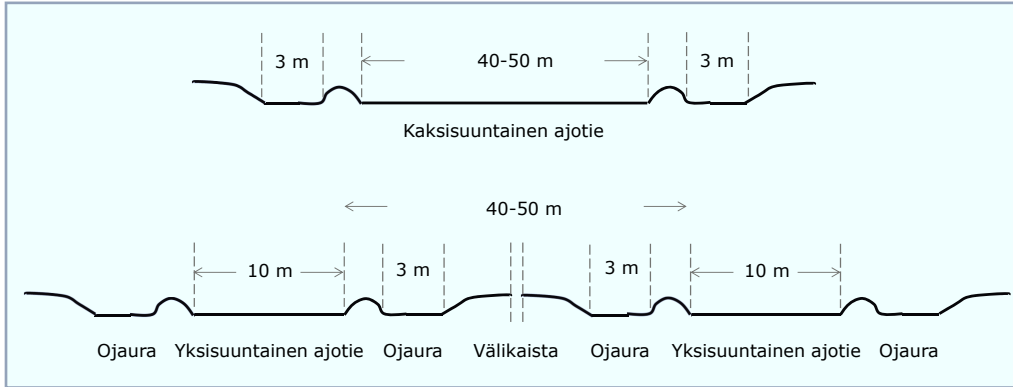 3 m 40-50 m 3 m
Kaksisuuntainen ajotie
40-50 m
10 m 3 m 3 m 10 m
Ojaura Yksisuuntainen ajotie Ojaura Välikaista Ojaura Yksisuuntainen ajotie Ojaura